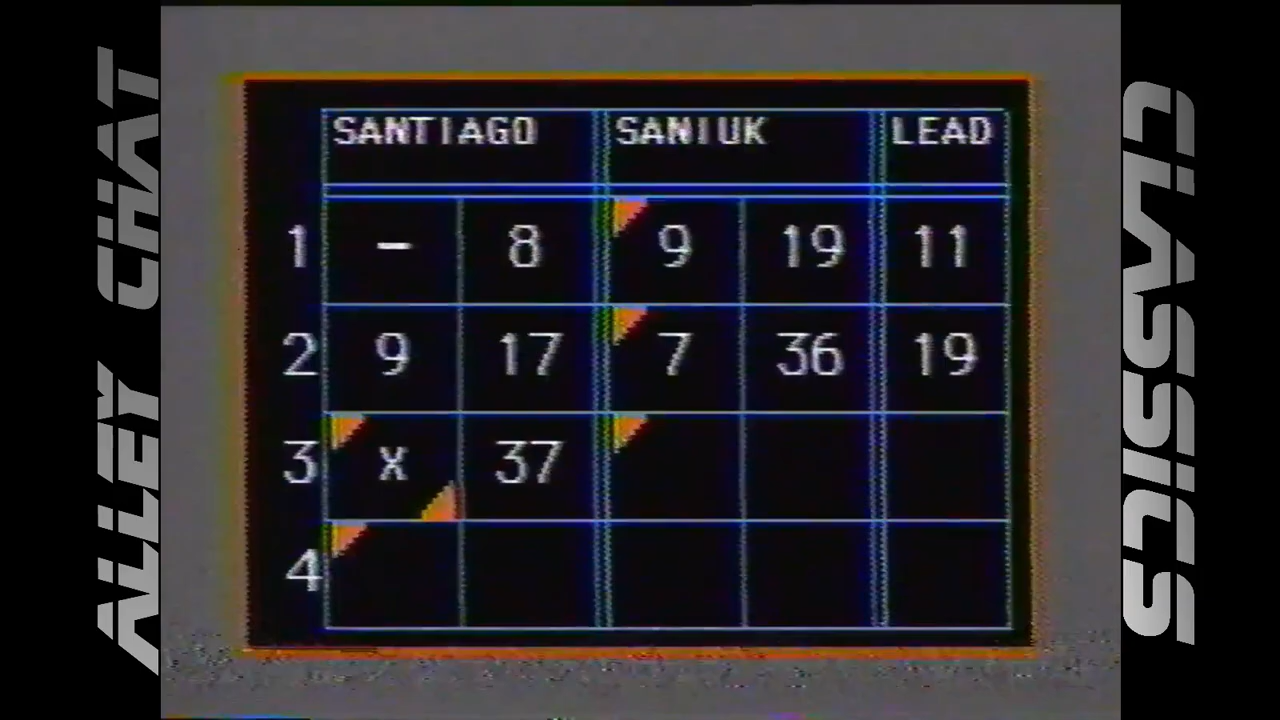 ALLEY CHAT
SANTIAGO SANIUK LEAD
1 - 8 9 19 11
2 9 17 7 36 19
3 x 37
4
CLASSICS